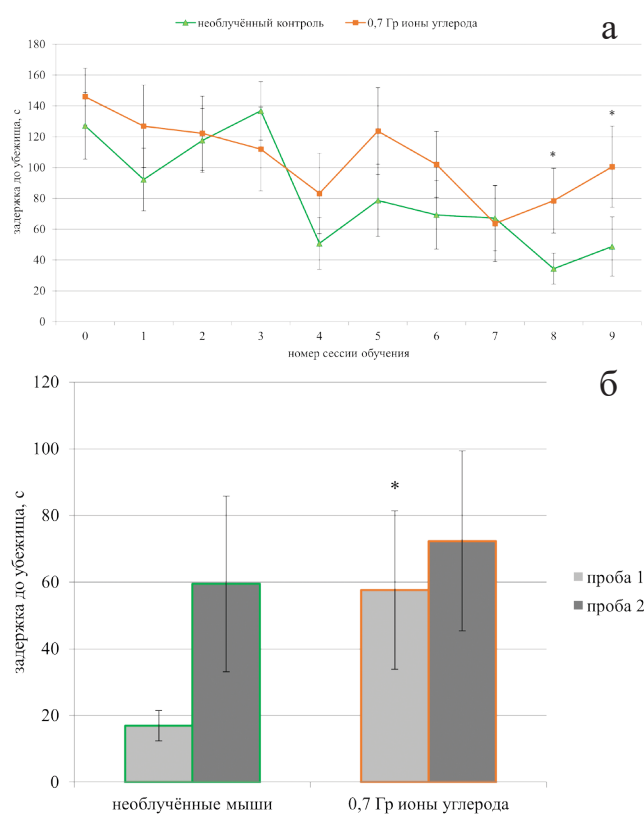 необлучённый контроль 0,7 Гр ионы углерода
а
задержка до убежища, с
180
160
140
120
100
80
60
40
20
0
* *
0 1 2 3 4 5 6 7 8 9
номер сессии обучения
б
задержка до убежища, с
120
100
80
60
40
20
0
*
проба 1
проба 2
необлучённые мыши 0,7 Гр ионы углерода